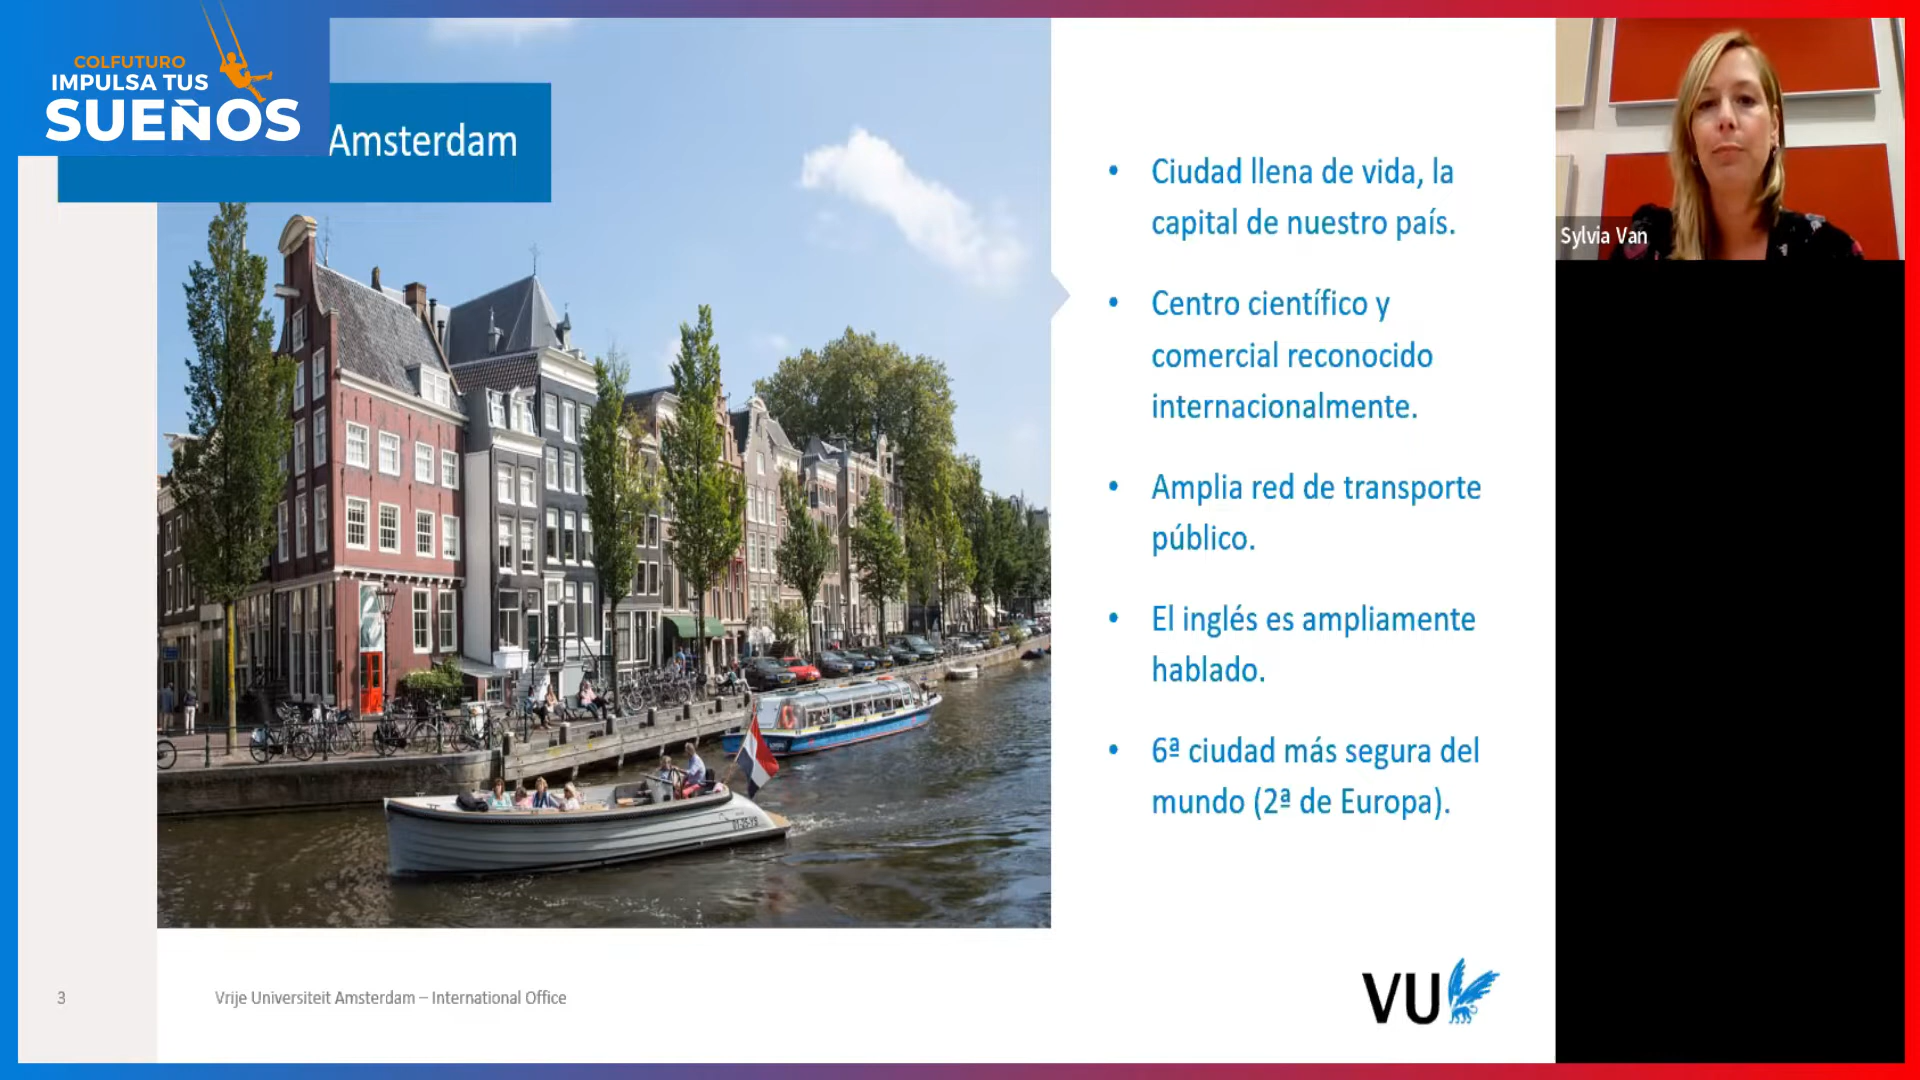 COLFUTURO
IMPULSA TUS
SUEÑOS
Amsterdam
• Ciudad llena de vida, la
capital de nuestro país.
• Centro científico y
comercial reconocido
internacionalmente.
• Amplia red de transporte
público.
• El inglés es ampliamente
hablado.
• 6ª ciudad más segura del
mundo (2ª de Europa).
Sylvia Van
3
Vrije Universiteit Amsterdam – International Office
VU